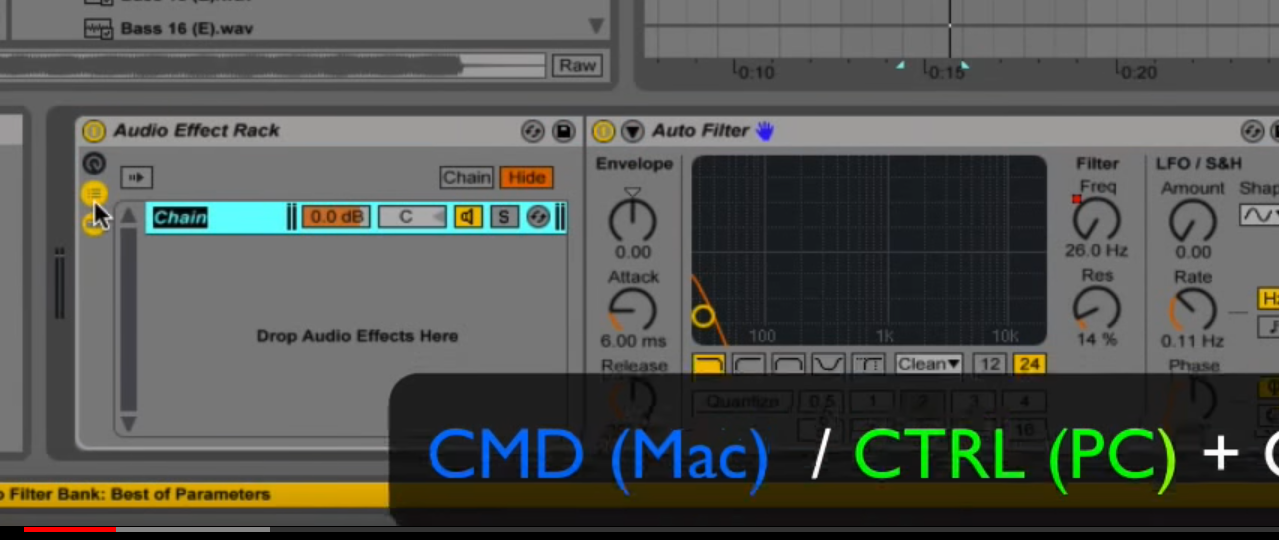 Bass 16 (E).wav
Raw
0:10
0:15
0:20
Audio Effect Rack
Auto Filter
Chain Hide
Chain 0.0 dB C S
Drop Audio Effects Here
Envelope
0.00
Attack
6.00 ms
Release
100 1K 10K
Clean 12 24
Quantize 0.5 1 2 3 4
16
Filter
Freq
26.0 Hz
Res
14 %
LFO / S&H
Amount
0.00
Rate
0.11 Hz
Phase
CMD (Mac) / CTRL (PC) +
Filter Bank: Best of Parameters